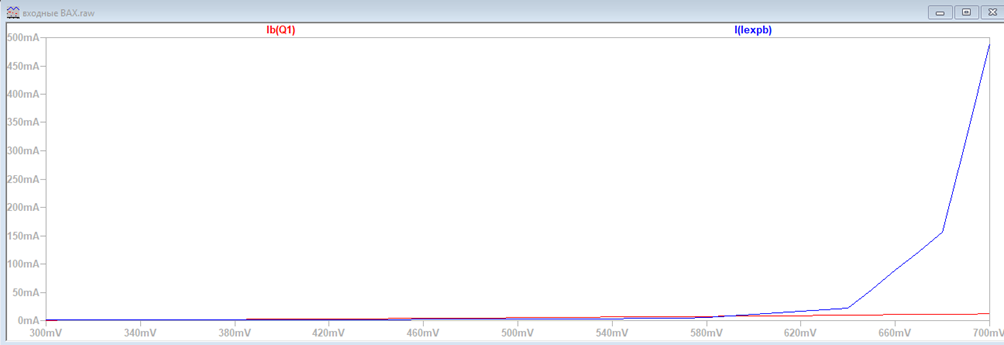 входные ВАХ.raw
Ib(Q1) I(Iexpb)
500mA
450mA
400mA
350mA
300mA
250mA
200mA
150mA
100mA
50mA
0mA
300mV 340mV 380mV 420mV 460mV 500mV 540mV 580mV 620mV 660mV 700mV